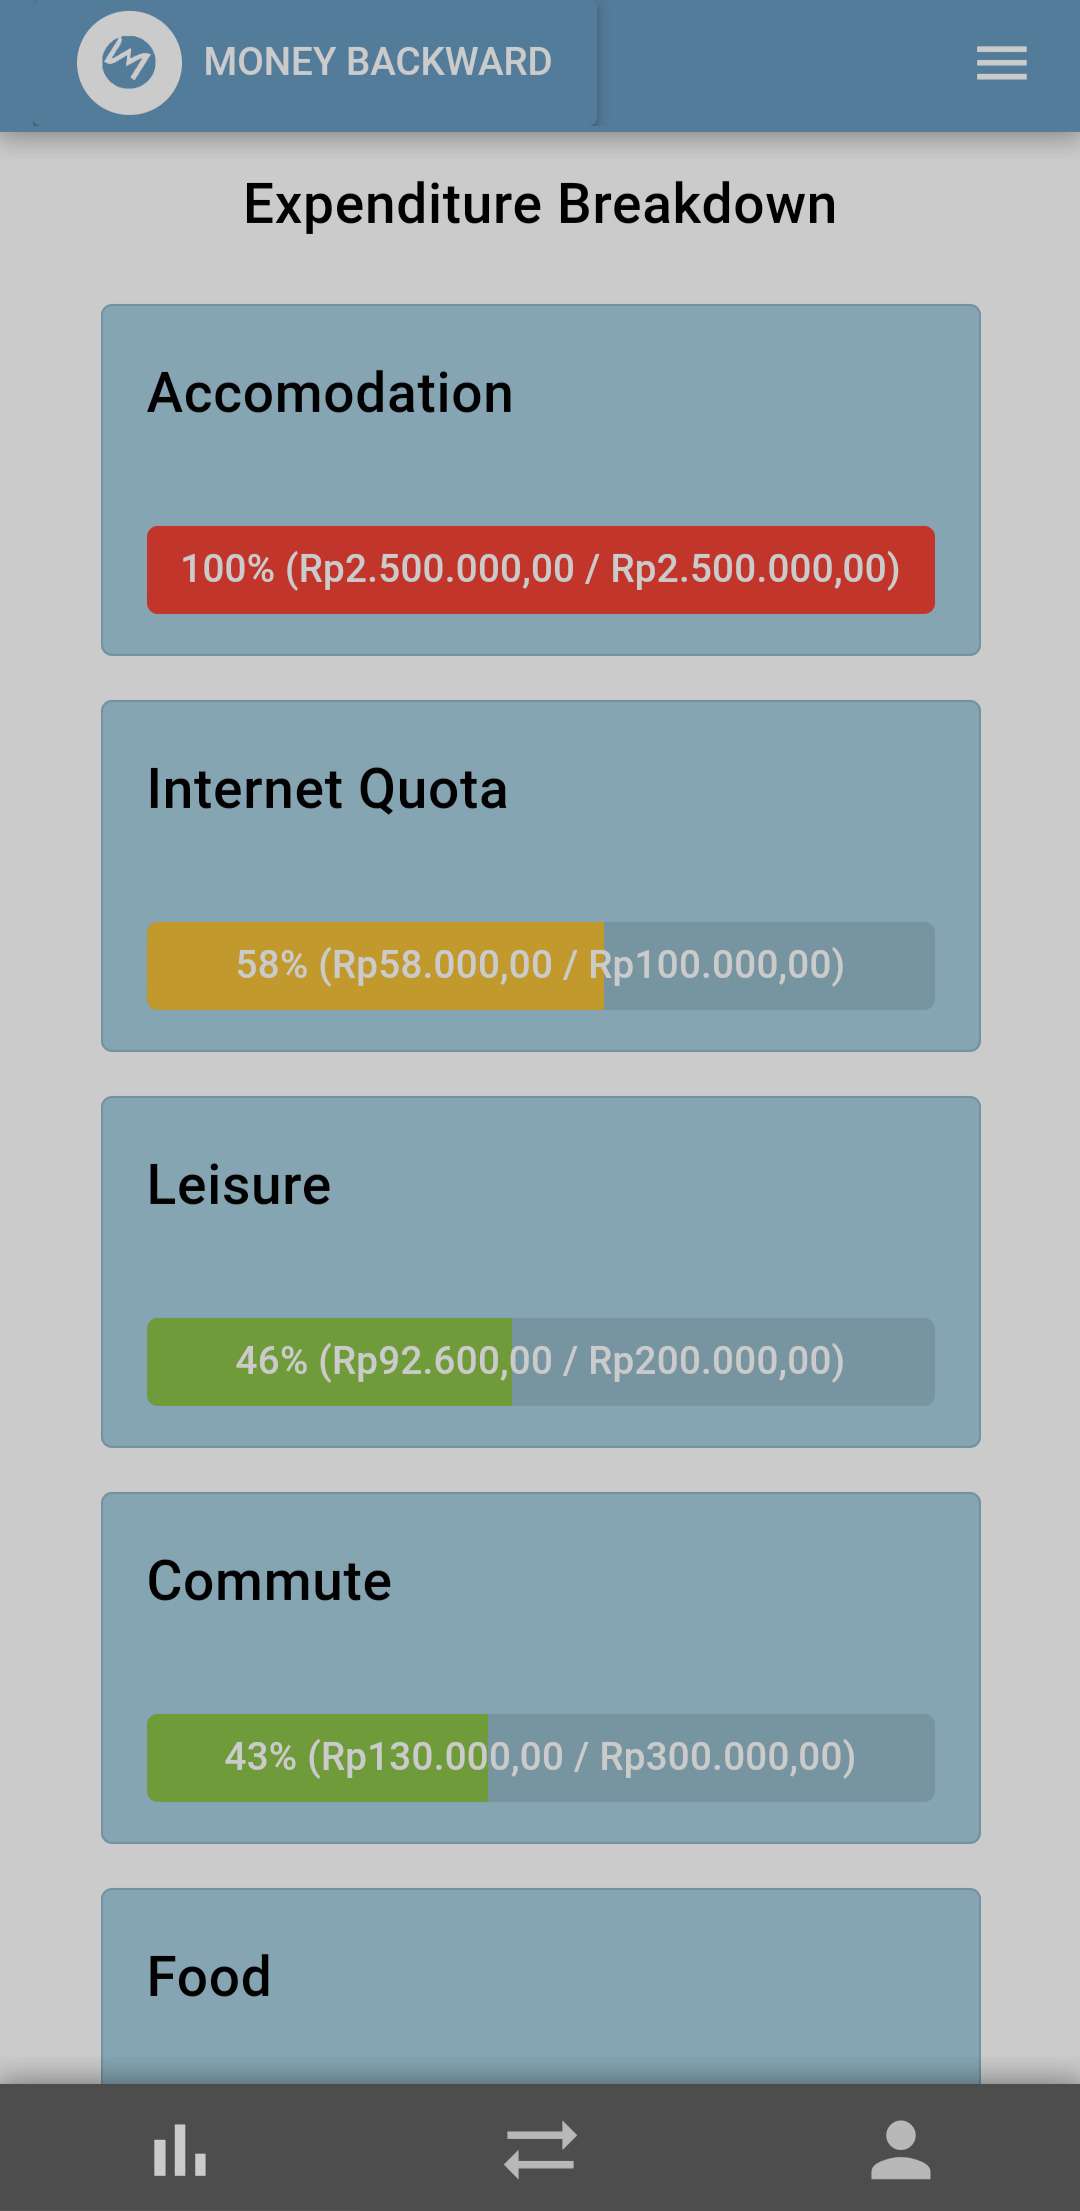 MONEY BACKWARD
Expenditure Breakdown
Accomodation
100% (Rp2.500.000,00 / Rp2.500.000,00)
Internet Quota
58% (Rp58.000,00 / Rp100.000,00)
Leisure
46% (Rp92.600,00 / Rp200.000,00)
Commute
43% (Rp130.000,00 / Rp300.000,00)
Food